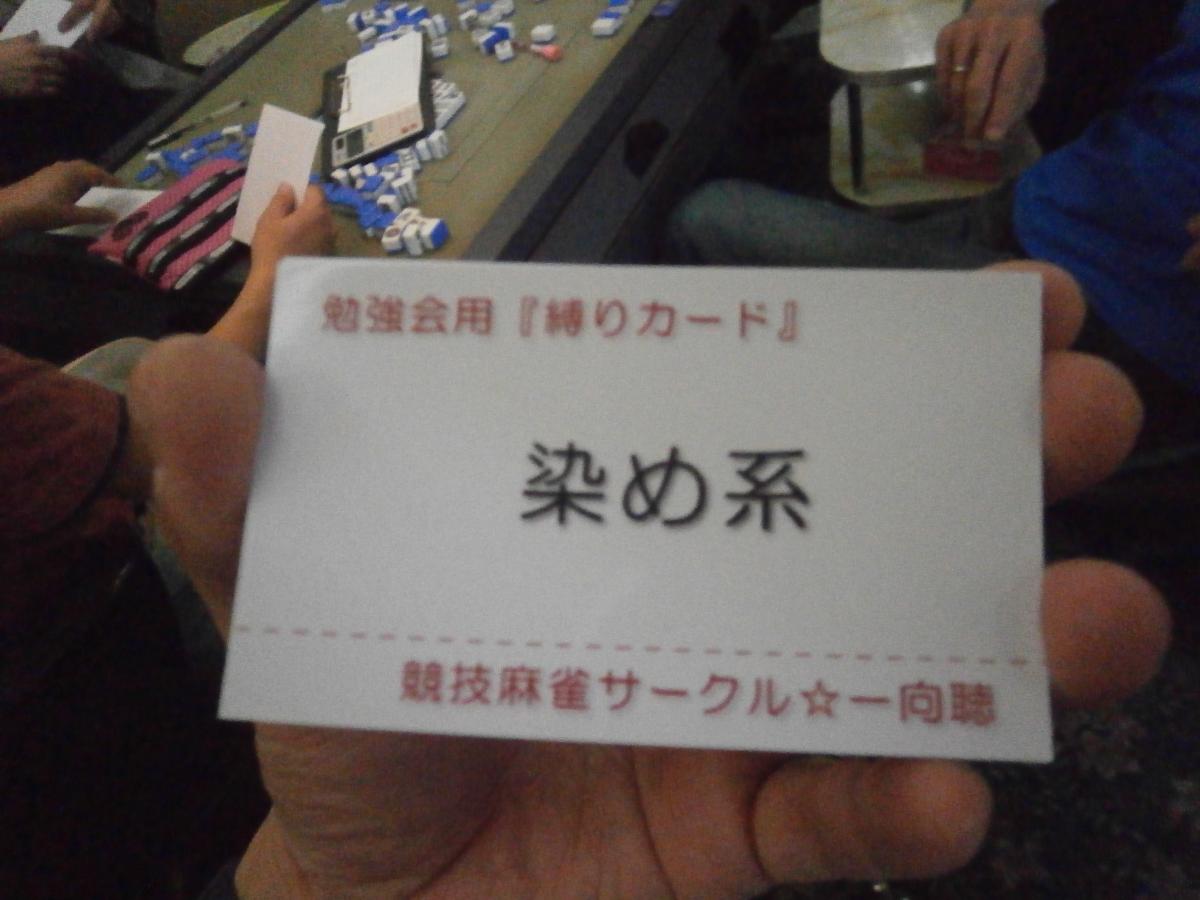 勉強会用『縛りカード』
染め系
競技麻雀サークル☆一向聴